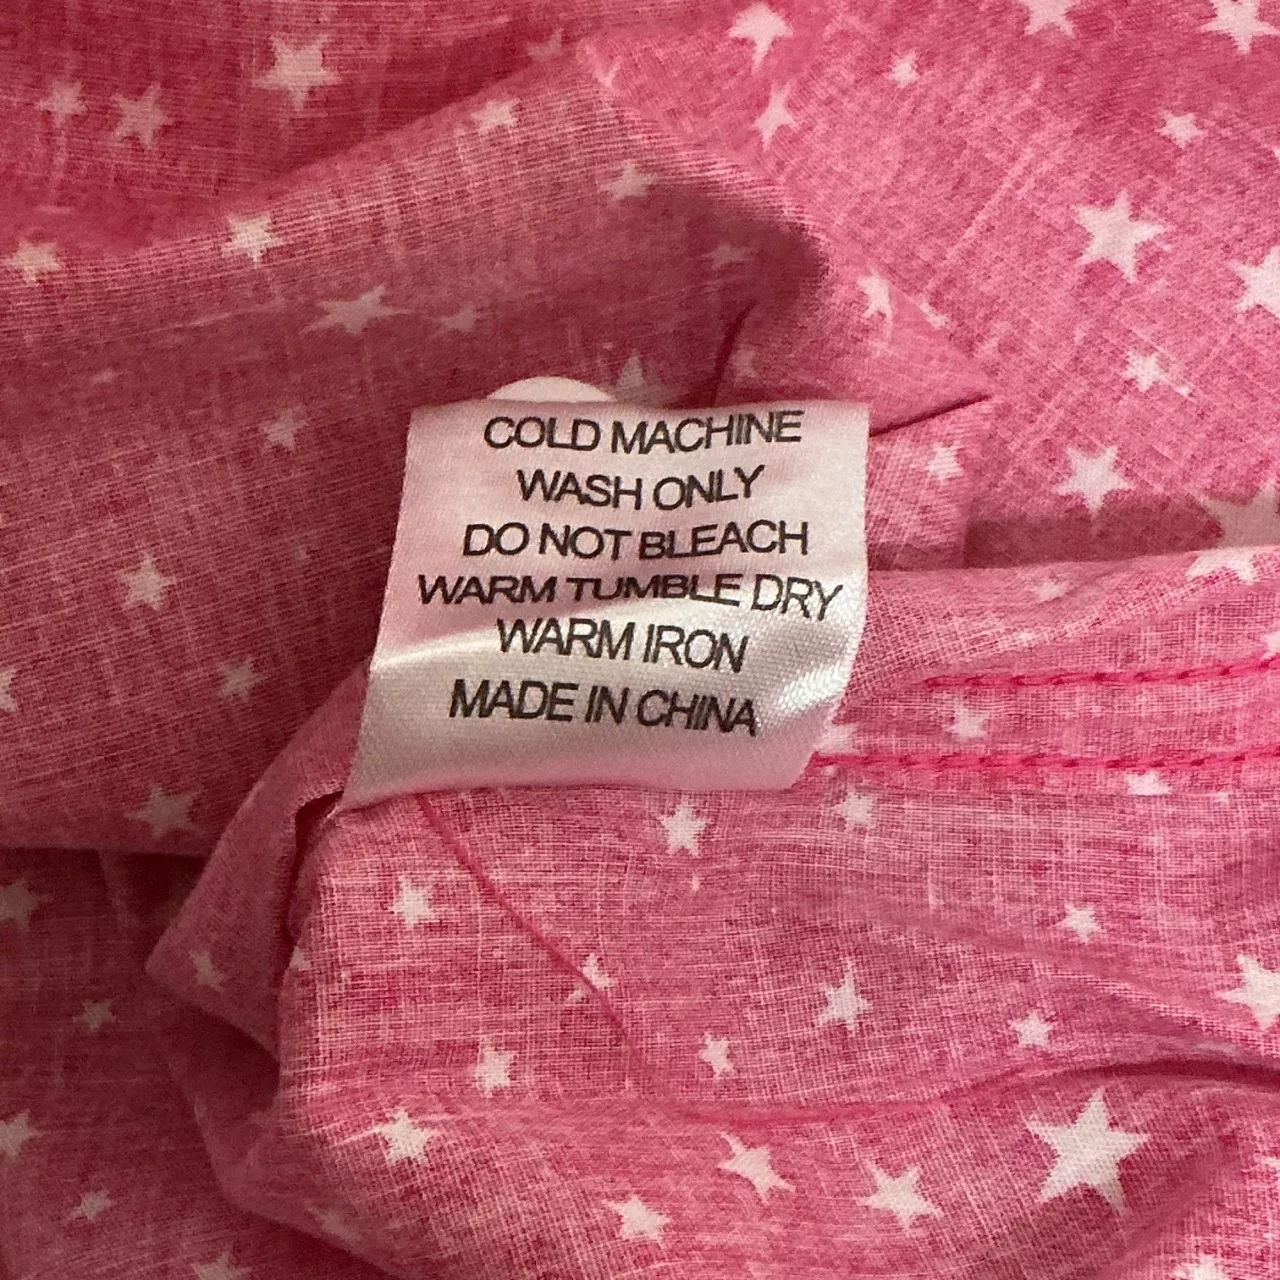 COLD MACHINE
WASH ONLY
DO NOT BLEACH
WARM TUMBLE DRY
WARM IRON
MADE IN CHINA